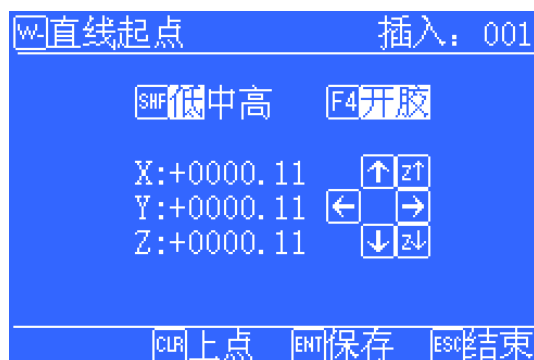 W-直线起点 插入: 001
SHF低中高 F4开胶
X:+0000.11 ↑ Z↑
Y:+0000.11 ← →
Z:+0000.11 ↓ Z↓
CLR上点 ENT保存 ESC结束